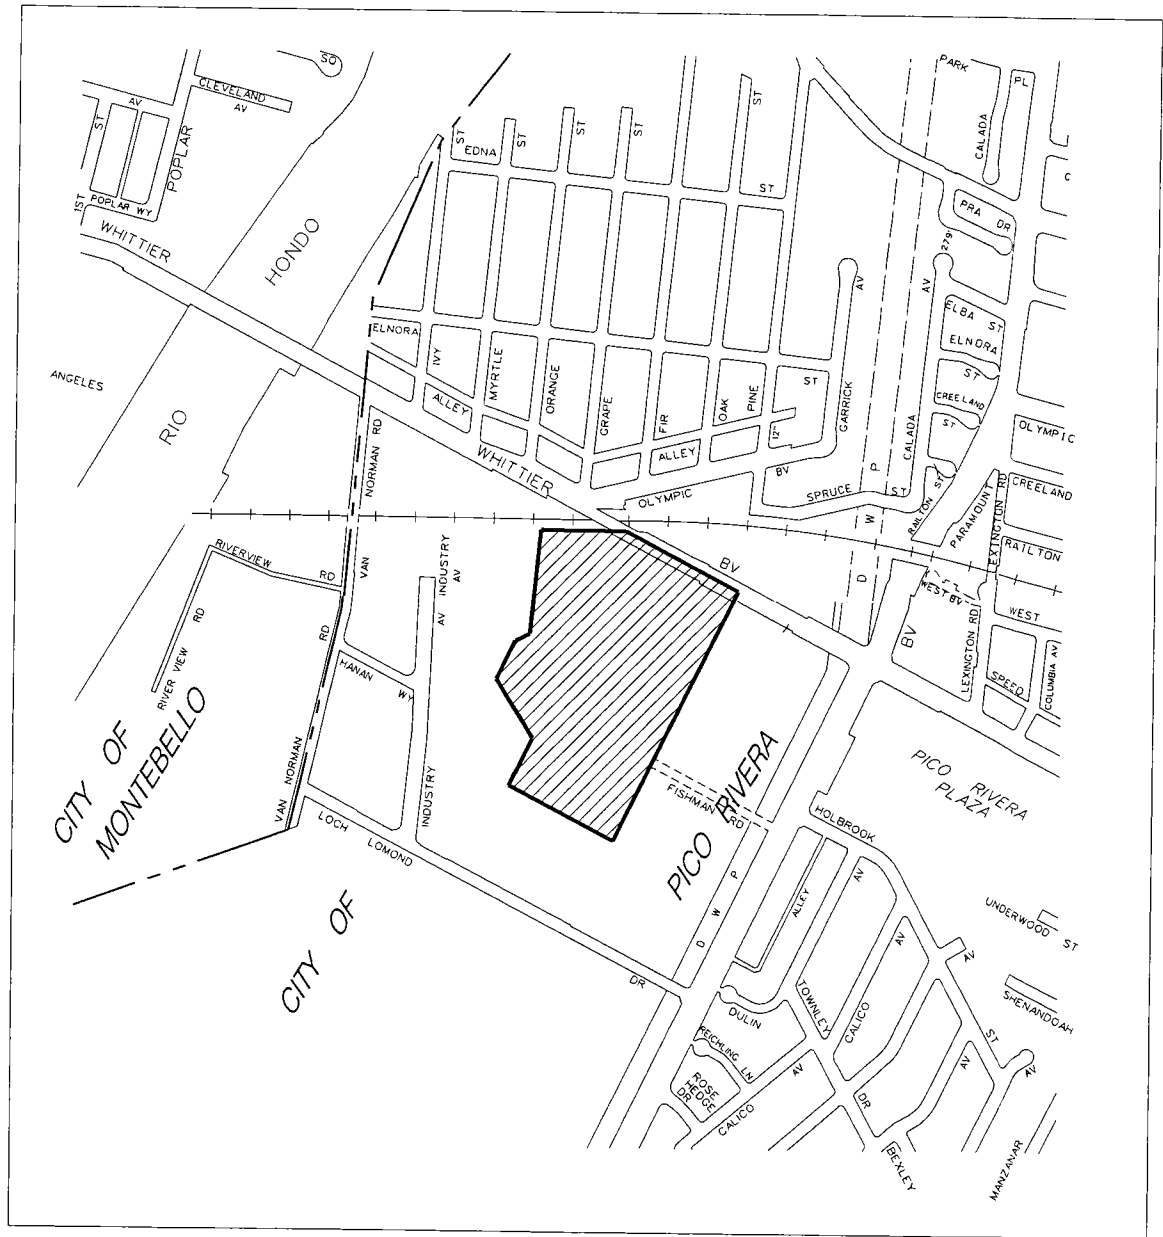 SQ
CLEVELAND
AV
AV
ST
POPLAR
POPLAR WY
1ST
WHITTIER
RIO
HONDO
ANGELES
PARK
PL
CALADA
C
ST
ST
ST
ST
ST
EDNA
ST
PRA DR
279'
AV
AV
ELBA ST
ELNORA
ST
CREELAND
ST
OLYMPIC
CREELAND
ELNORA
ST
IVY
MYRTLE
ORANGE
GRAPE
FIR
OAK
PINE
12"
GARRICK
CALADA
ALLEY
ALLEY
WHITTIER
BV
OLYMPIC
BV
SPRUCE ST
RAILTON ST
PARAMOUNT
BV
EXINGTON RD
RAILTON
WEST BV
WEST
LEXINGTON RD
SPEED
COLUMBIA AV
D W P
NORMAN RD
VAN
RIVERVIEW RD
RIVER VIEW RD
VAN NORMAN RD
INDUSTRY AV
INDUSTRY AV
HANAN WY
CITY OF
MONTEBELLO
LOCH LOMOND DR
CITY OF
PICO RIVERA
FISHMAN RD
D W P
PICO RIVERA
PLAZA
HOLBROOK
ST
ALLEY
AV
AV
AV
UNDERWOOD ST
SHENANDOAH
AV
DULIN
TOWNLEY
DR
CALICO
AV
REICHLING LN
ROSE
HEDGE
DR
CALICO
AV
BEXLEY
MANZANAR